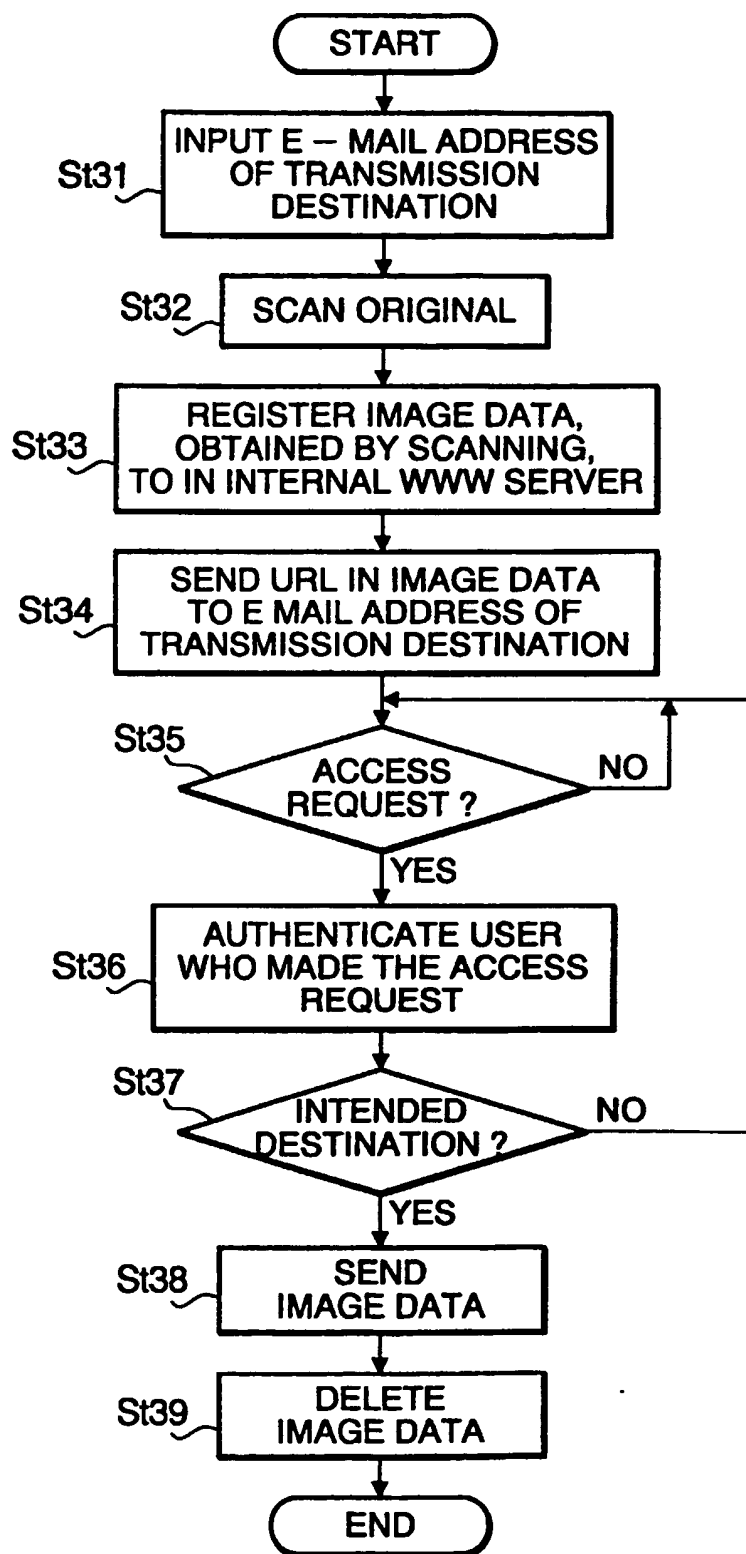 START
St31
INPUT E – MAIL ADDRESS
OF TRANSMISSION
DESTINATION
St32
SCAN ORIGINAL
St33
REGISTER IMAGE DATA,
OBTAINED BY SCANNING,
TO IN INTERNAL WWW SERVER
St34
SEND URL IN IMAGE DATA
TO E MAIL ADDRESS OF
TRANSMISSION DESTINATION
St35
ACCESS
REQUEST ?
NO
YES
St36
AUTHENTICATE USER
WHO MADE THE ACCESS
REQUEST
St37
INTENDED
DESTINATION ?
NO
YES
St38
SEND
IMAGE DATA
St39
DELETE
IMAGE DATA
END